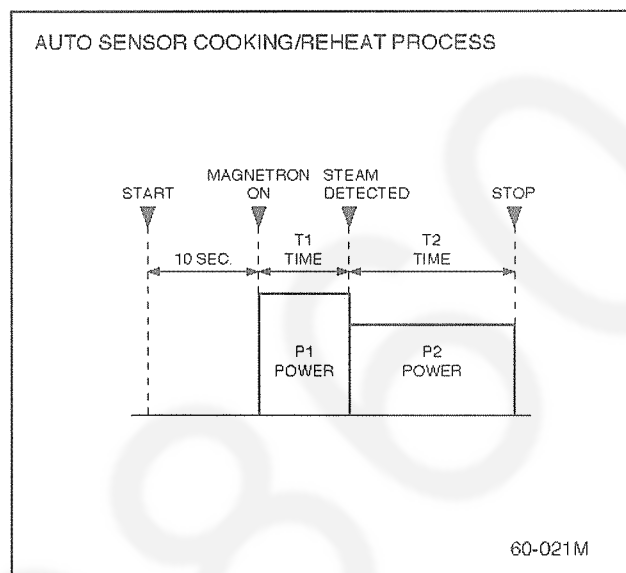 AUTO SENSOR COOKING/REHEAT PROCESS
START
MAGNETRON
ON
STEAM
DETECTED
STOP
10 SEC.
T1
TIME
T2
TIME
P1
POWER
P2
POWER
60-021M